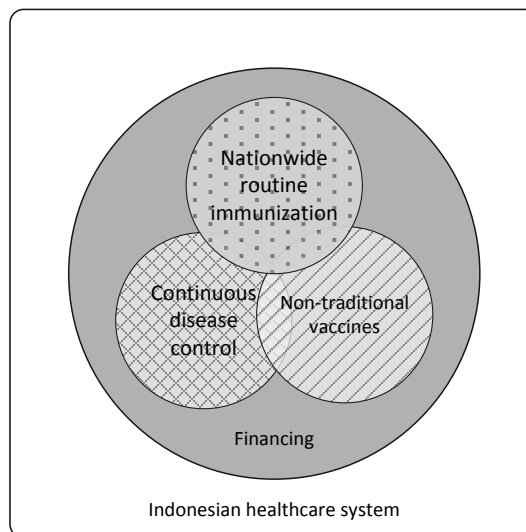 Nationwide
routine
immunization
Continuous
disease
control
Non-traditional
vaccines
Financing
Indonesian healthcare system